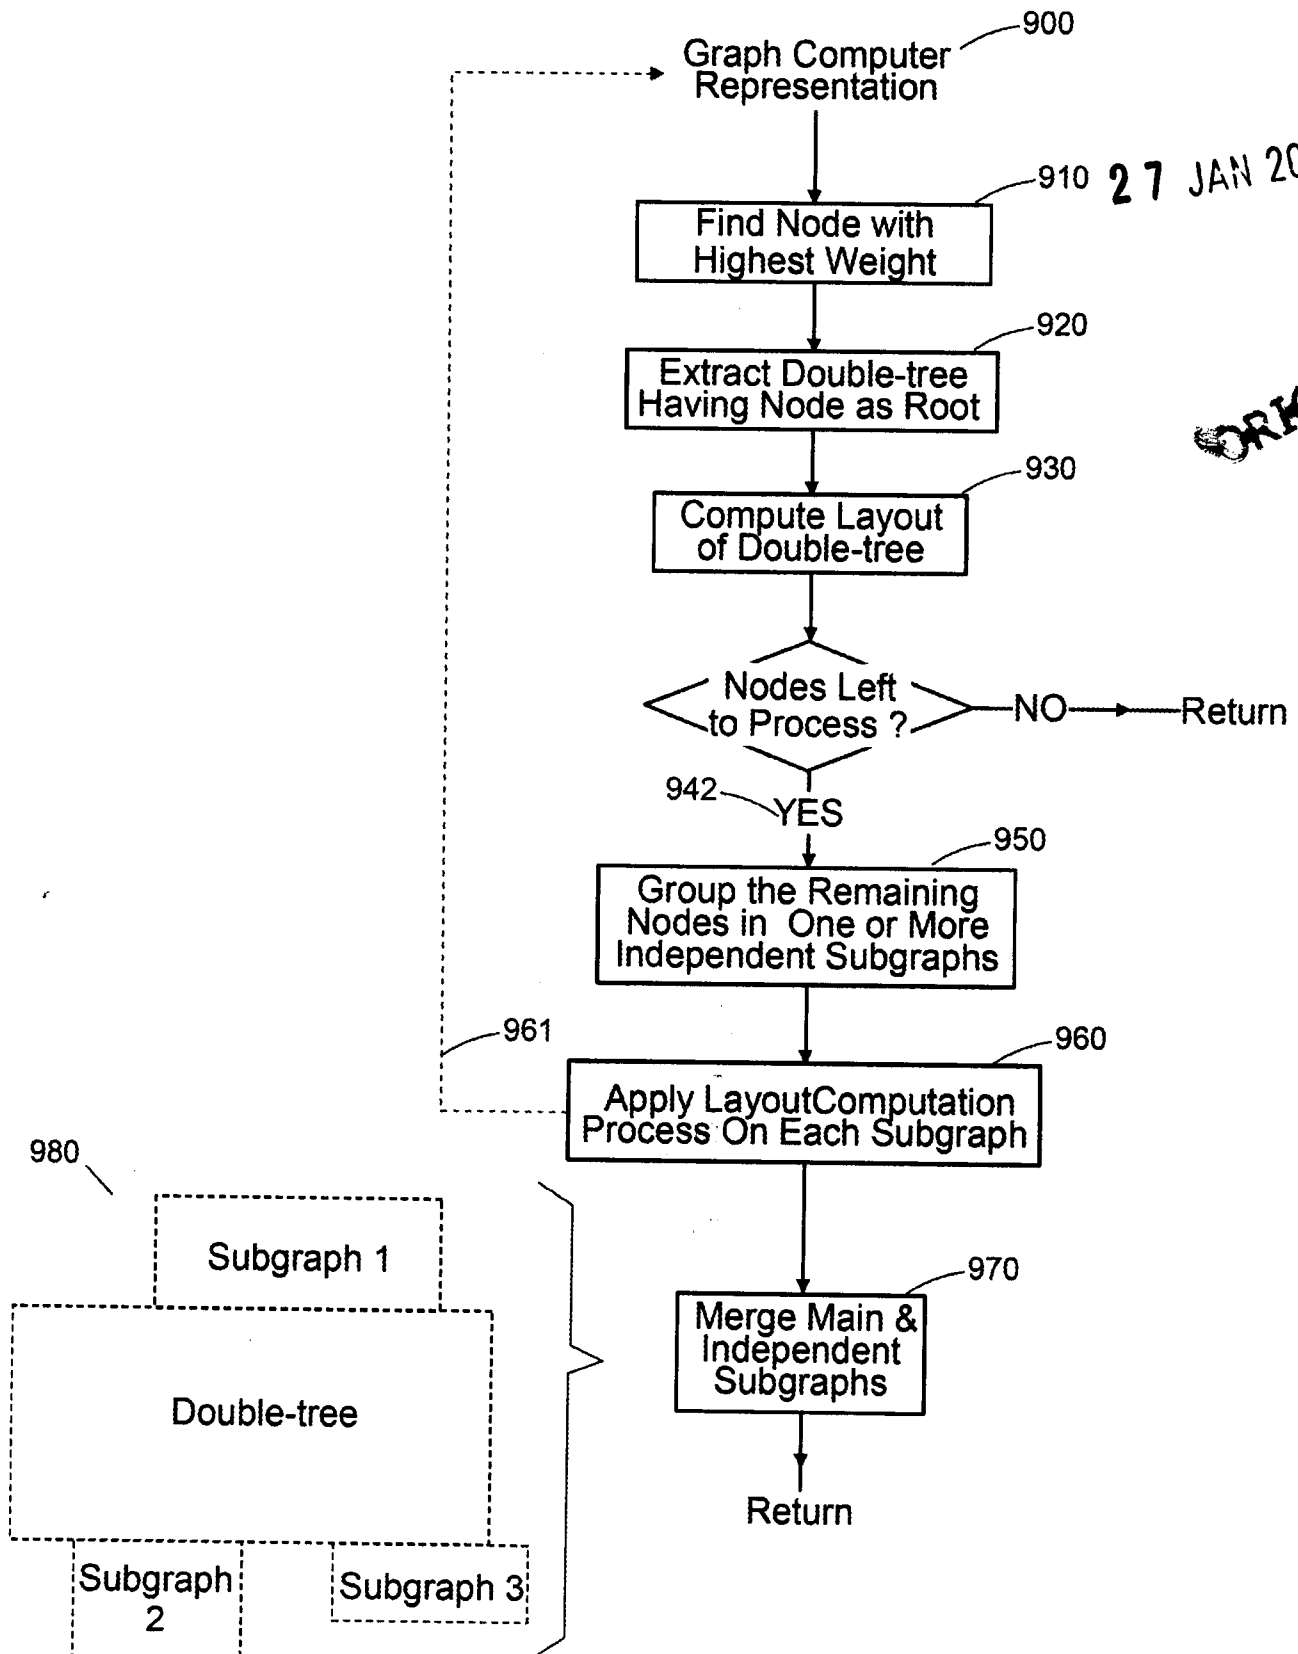 900
Graph Computer
Representation
910
27 JAN
Find Node with
Highest Weight
920
Extract Double-tree
Having Node as Root
930
Compute Layout
of Double-tree
Nodes Left
to Process ?
NO
Return
942
YES
950
Group the Remaining
Nodes in One or More
Independent Subgraphs
961
960
Apply LayoutComputation
Process On Each Subgraph
980
Subgraph 1
970
Merge Main &
Independent
Subgraphs
Double-tree
Return
Subgraph
2
Subgraph 3